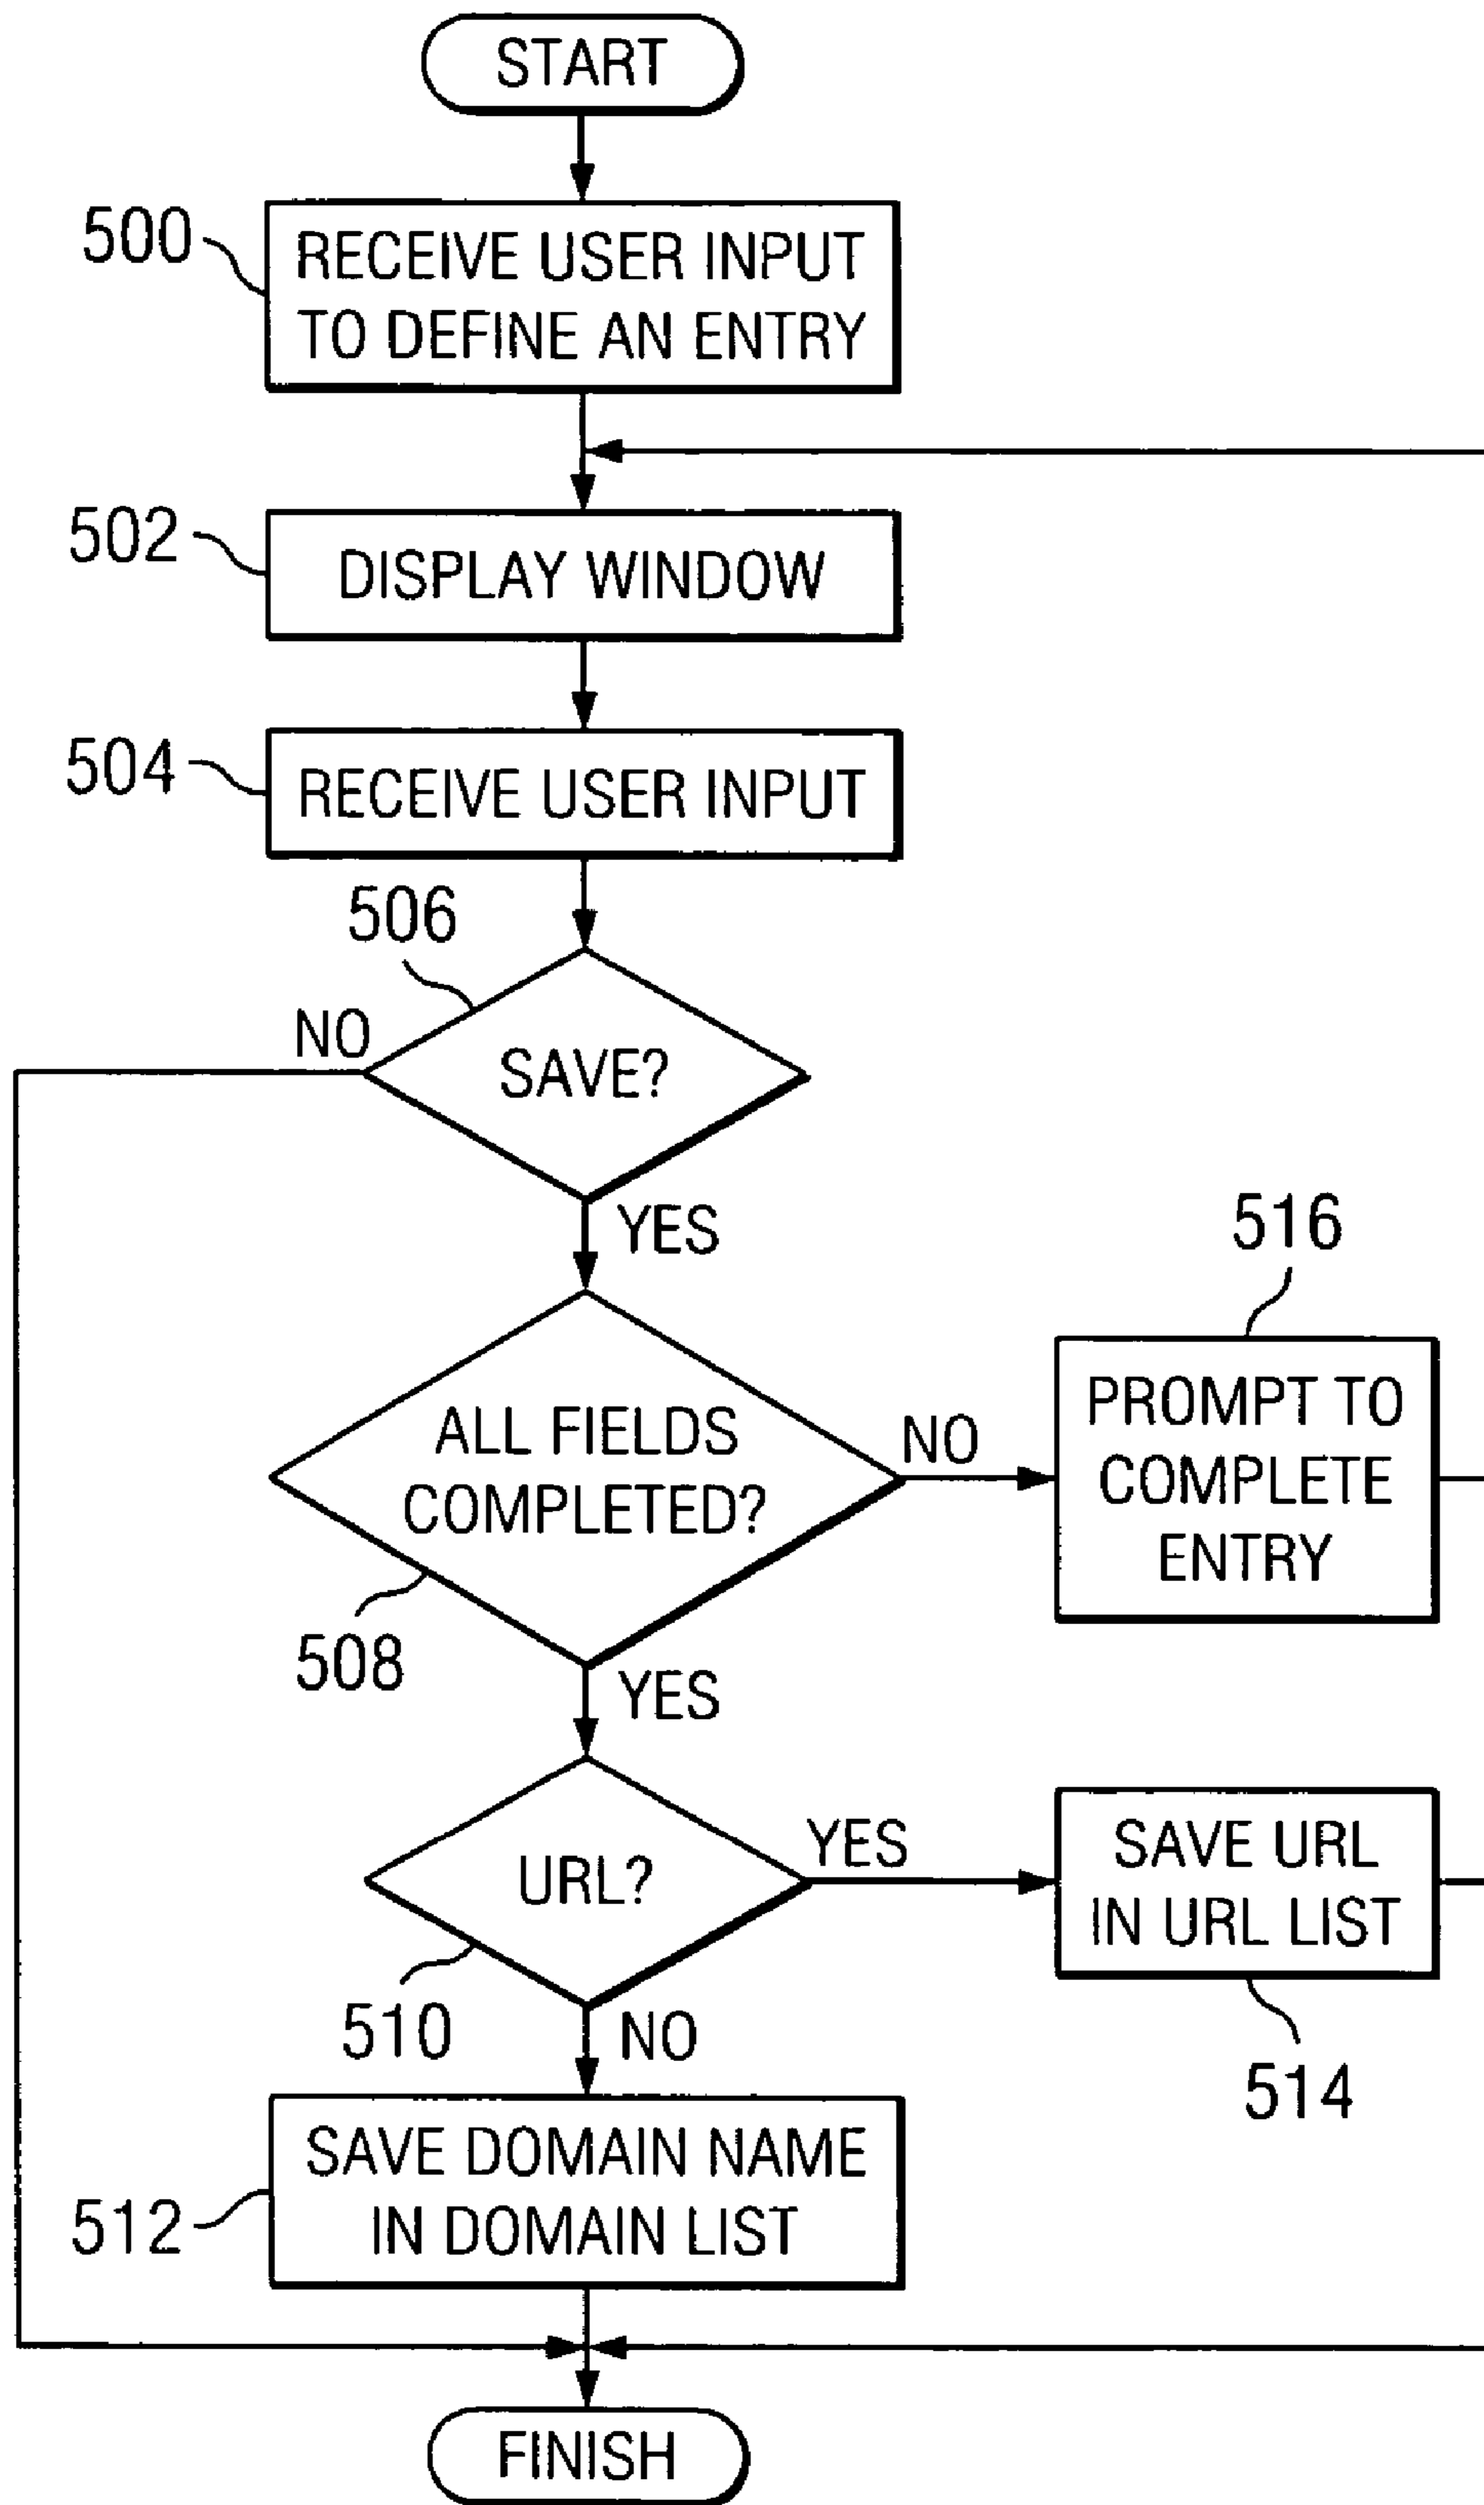 START
500
RECEIVE USER INPUT
TO DEFINE AN ENTRY
502
DISPLAY WINDOW
504
RECEIVE USER INPUT
506
NO
SAVE?
YES
516
PROMPT TO
COMPLETE
ENTRY
ALL FIELDS
COMPLETED?
NO
508
YES
URL?
YES
SAVE URL
IN URL LIST
510
NO
514
SAVE DOMAIN NAME
IN DOMAIN LIST
512
FINISH